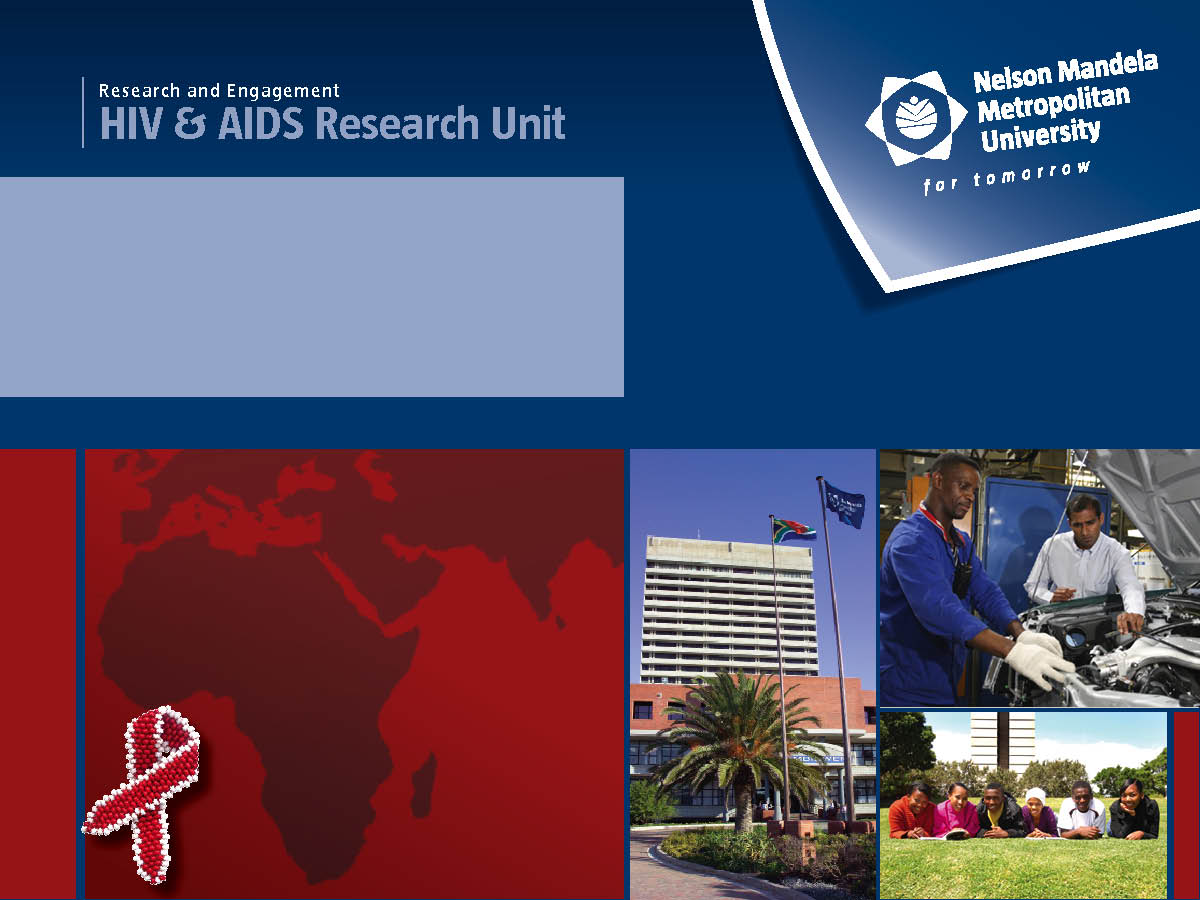 Research and Engagement
HIV & AIDS Research Unit
Nelson Mandela
Metropolitan
University
for tomorrow